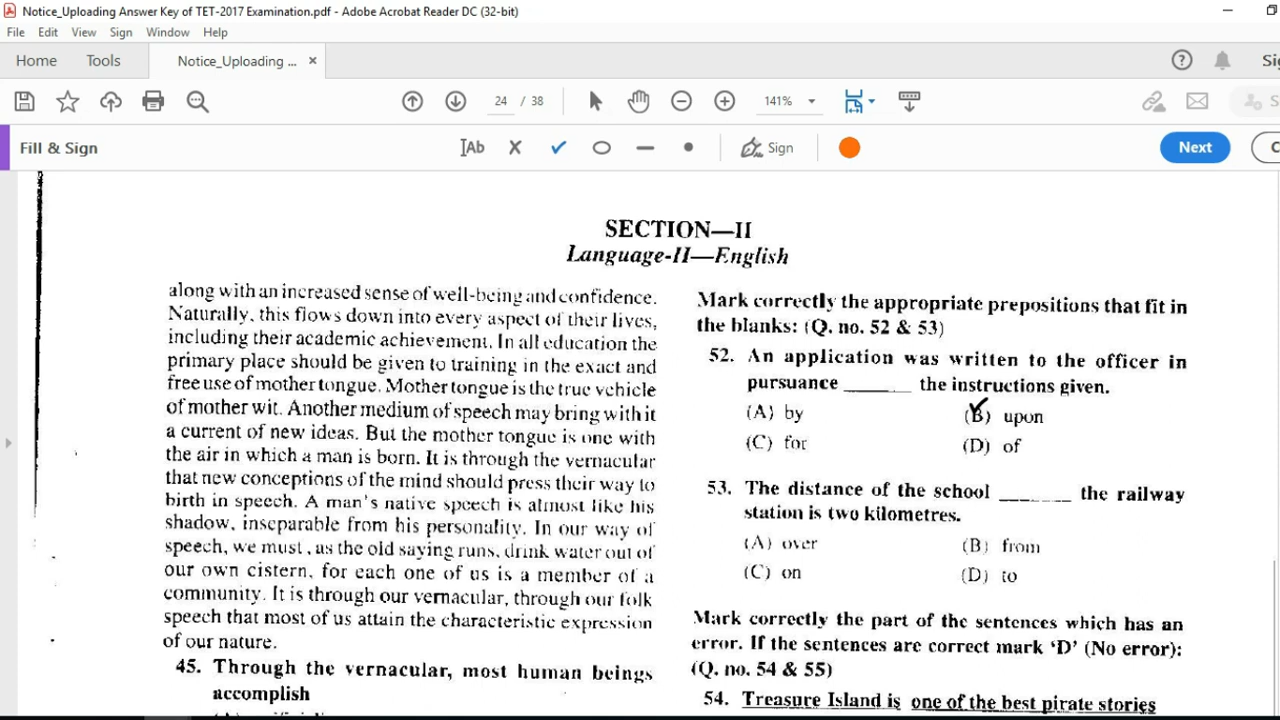 Notice_Uploading Answer Key of TET-2017 Examination.pdf - Adobe Acrobat Reader DC (32-bit)
File Edit View Sign Window Help
Home Tools Notice_Uploading ... ×
24 / 38 141%
Fill & Sign
Ab Sign Next
SECTION—II
Language-II—English
along with an increased sense of well-being and confidence.
Naturally, this flows down into every aspect of their lives,
including their academic achievement. In all education the
primary place should be given to training in the exact and
free use of mother tongue. Mother tongue is the true vehicle
of mother wit. Another medium of speech may bring with it
a current of new ideas. But the mother tongue is one with
the air in which a man is born. It is through the vernacular
that new conceptions of the mind should press their way to
birth in speech. A man's native speech is almost like his
shadow, inseparable from his personality. In our way of
speech, we must, as the old saying runs, drink water out of
our own cistern, for each one of us is a member of a
community. It is through our vernacular, through our folk
speech that most of us attain the characteristic expression
of our nature.
45. Through the vernacular, most human beings
accomplish
Mark correctly the appropriate prepositions that fit in
the blanks: (Q. no. 52 & 53)
52. An application was written to the officer in
pursuance ______ the instructions given.
(A) by (B) upon
(C) for (D) of
53. The distance of the school ______ the railway
station is two kilometres.
(A) over (B) from
(C) on (D) to
Mark correctly the part of the sentences which has an
error. If the sentences are correct mark 'D' (No error):
(Q. no. 54 & 55)
54. Treasure Island is one of the best pirate stories